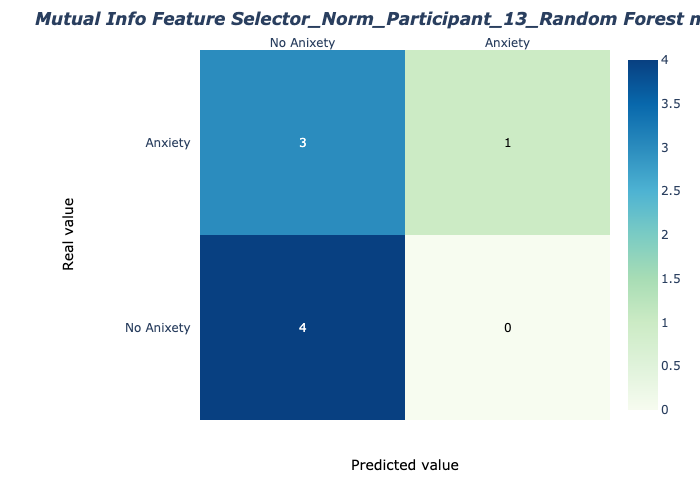 Mutual Info Feature Selector_Norm_Participant_13_Random Forest
No Anixety Anxiety
Anxiety 3 1
No Anixety 4 0
Real value
Predicted value
4
3.5
3
2.5
2
1.5
1
0.5
0